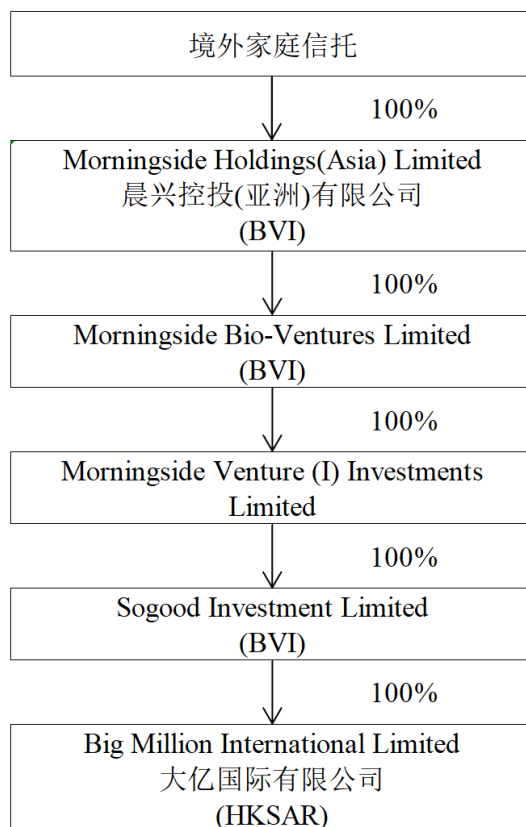 境外家庭信托
100%
Morningside Holdings(Asia) Limited
晨兴控投(亚洲)有限公司
(BVI)
100%
Morningside Bio-Ventures Limited
(BVI)
100%
Morningside Venture (I) Investments
Limited
100%
Sogood Investment Limited
(BVI)
100%
Big Million International Limited
大亿国际有限公司
(HKSAR)